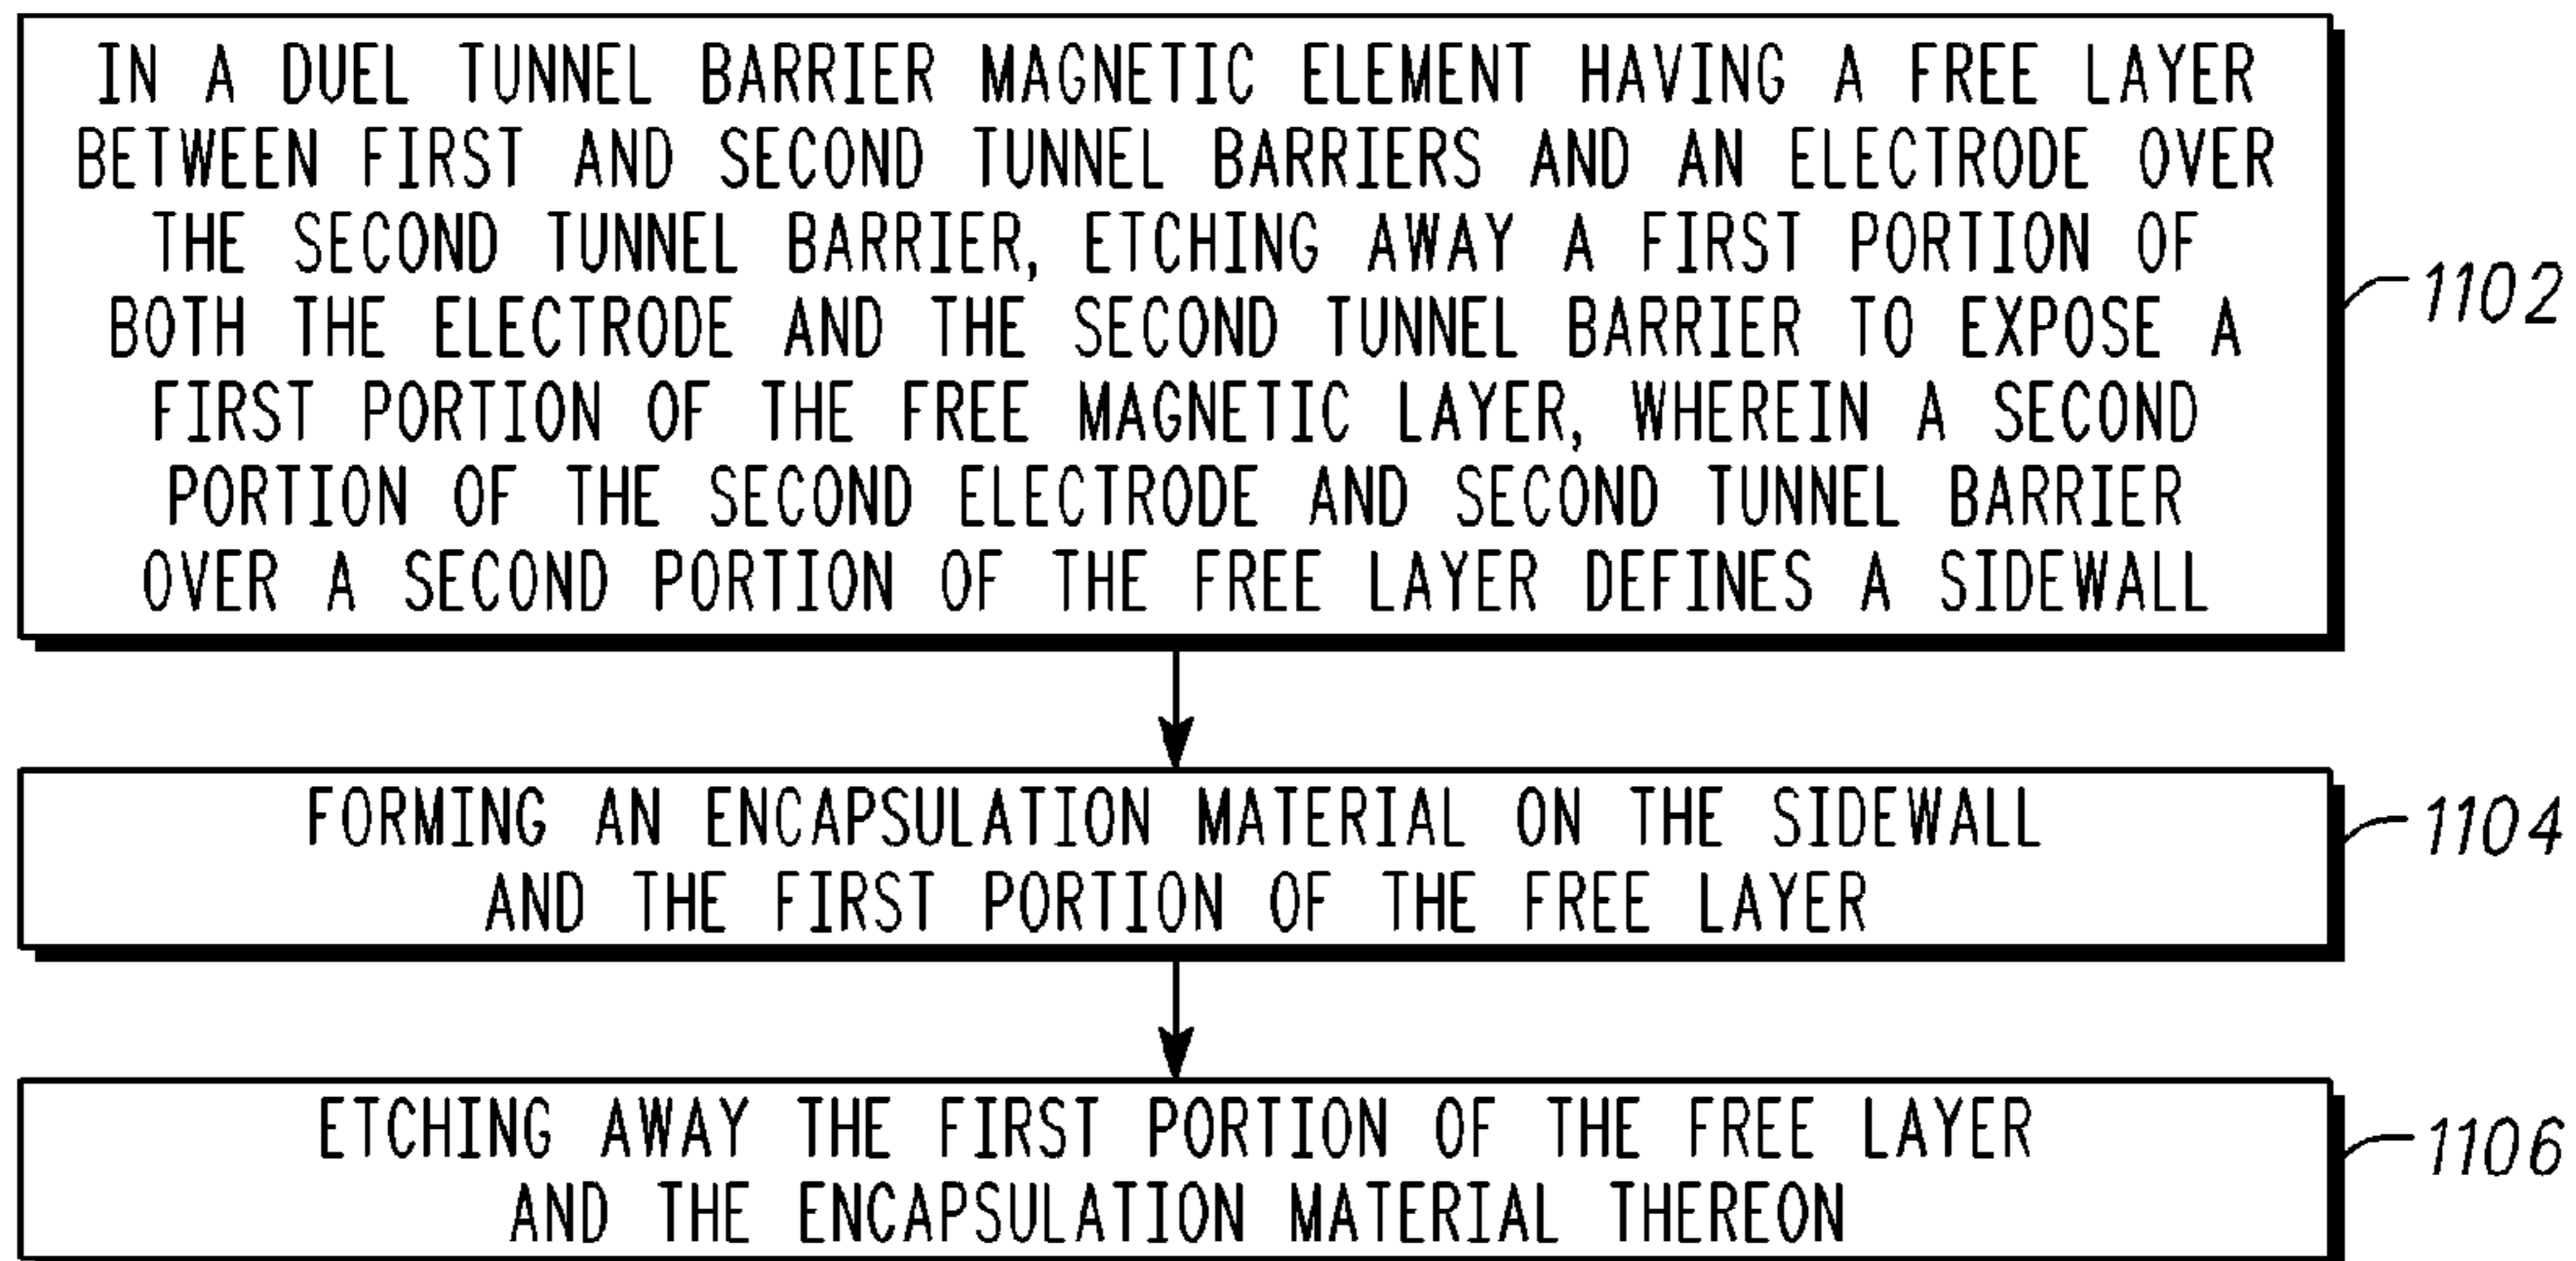 IN A DUEL TUNNEL BARRIER MAGNETIC ELEMENT HAVING A FREE LAYER
BETWEEN FIRST AND SECOND TUNNEL BARRIERS AND AN ELECTRODE OVER
THE SECOND TUNNEL BARRIER, ETCHING AWAY A FIRST PORTION OF
BOTH THE ELECTRODE AND THE SECOND TUNNEL BARRIER TO EXPOSE A
FIRST PORTION OF THE FREE MAGNETIC LAYER, WHEREIN A SECOND
PORTION OF THE SECOND ELECTRODE AND SECOND TUNNEL BARRIER
OVER A SECOND PORTION OF THE FREE LAYER DEFINES A SIDEWALL
1102
FORMING AN ENCAPSULATION MATERIAL ON THE SIDEWALL
AND THE FIRST PORTION OF THE FREE LAYER
1104
ETCHING AWAY THE FIRST PORTION OF THE FREE LAYER
AND THE ENCAPSULATION MATERIAL THEREON
1106